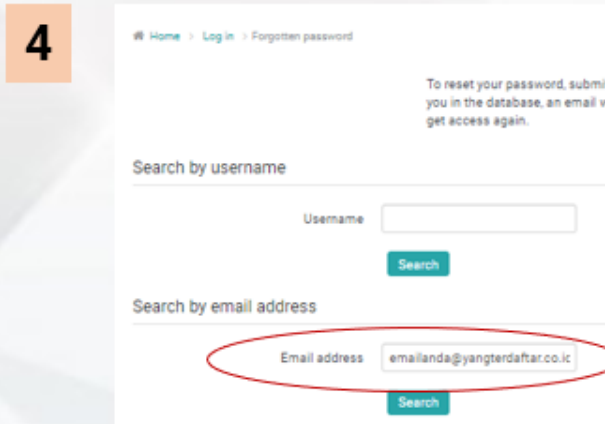 4
Home > Log in > Forgotten password
To reset your password, submi
you in the database, an email w
get access again.
Search by username
Username
Search
Search by email address
Email address emailanda@yangterdaftar.co.ic
Search